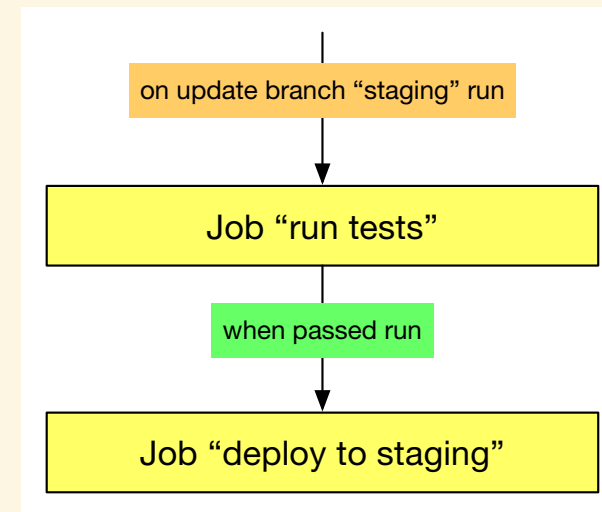 on update branch “staging” run
Job “run tests”
when passed run
Job “deploy to staging”